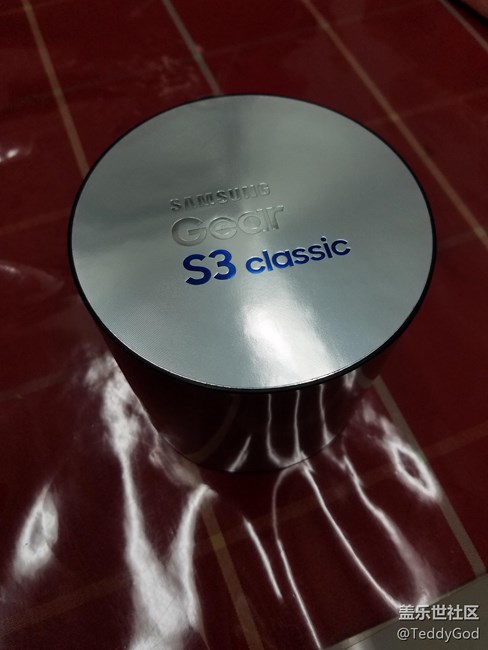 SAMSUNG
Gear
S3 classic
盖乐世社区
@TeddyGod